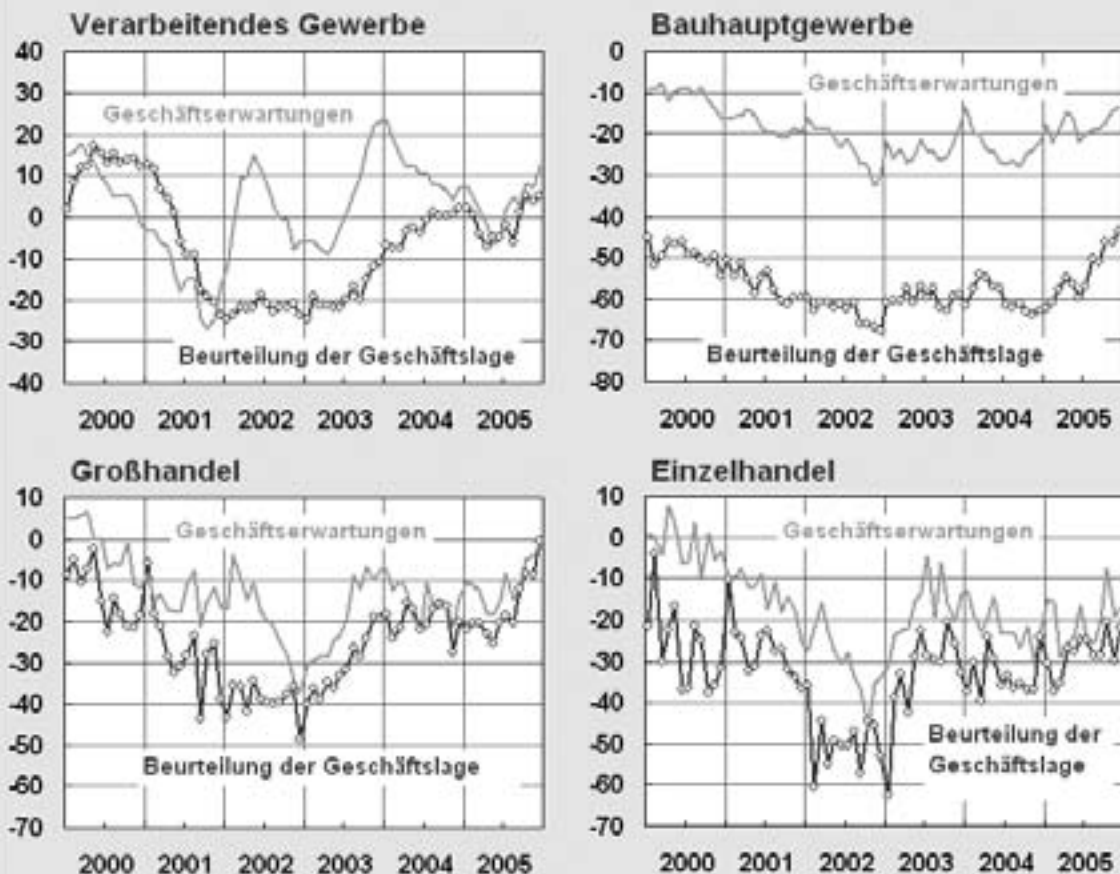 Verarbeitendes Gewerbe
40
30
20
10
0
-10
-20
-30
-40
Geschäftserwartungen
Beurteilung der Geschäftslage
2000 2001 2002 2003 2004 2005
Bauhauptgewerbe
0
-10
-20
-30
-40
-50
-60
-70
-80
Geschäftserwartungen
Beurteilung der Geschäftslage
2000 2001 2002 2003 2004 2005
Großhandel
10
0
-10
-20
-30
-40
-50
-60
-70
Geschäftserwartungen
Beurteilung der Geschäftslage
2000 2001 2002 2003 2004 2005
Einzelhandel
10
0
-10
-20
-30
-40
-50
-60
-70
Geschäftserwartungen
Beurteilung der
Geschäftslage
2000 2001 2002 2003 2004 2005